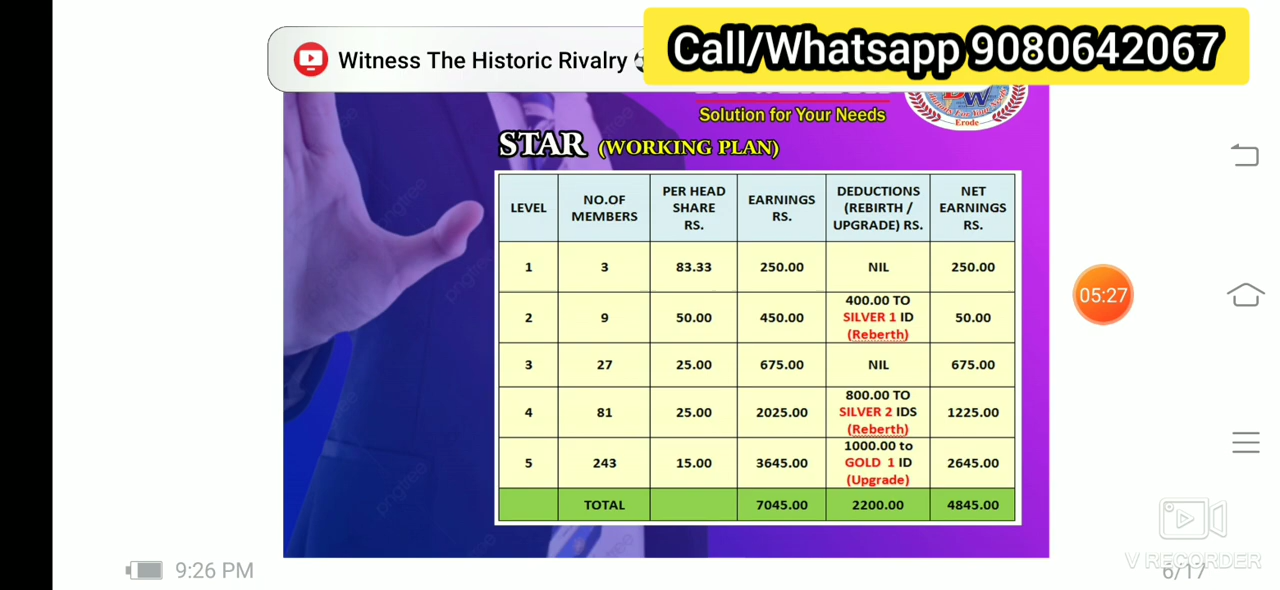 Witness The Historic Rivalry
Call/Whatsapp 9080642067
Solution for Your Needs
Erode
STAR (WORKING PLAN)
LEVEL NO.OF MEMBERS PER HEAD SHARE RS. EARNINGS RS. DEDUCTIONS (REBIRTH / UPGRADE) RS. NET EARNINGS RS.
1 3 83.33 250.00 NIL 250.00
2 9 50.00 450.00 400.00 TO SILVER 1 ID (Reberth) 50.00
3 27 25.00 675.00 NIL 675.00
4 81 25.00 2025.00 800.00 TO SILVER 2 IDS (Reberth) 1225.00
5 243 15.00 3645.00 1000.00 to GOLD 1 ID (Upgrade) 2645.00
TOTAL 7045.00 2200.00 4845.00
05:27
9:26 PM
V RECORDER
6/17